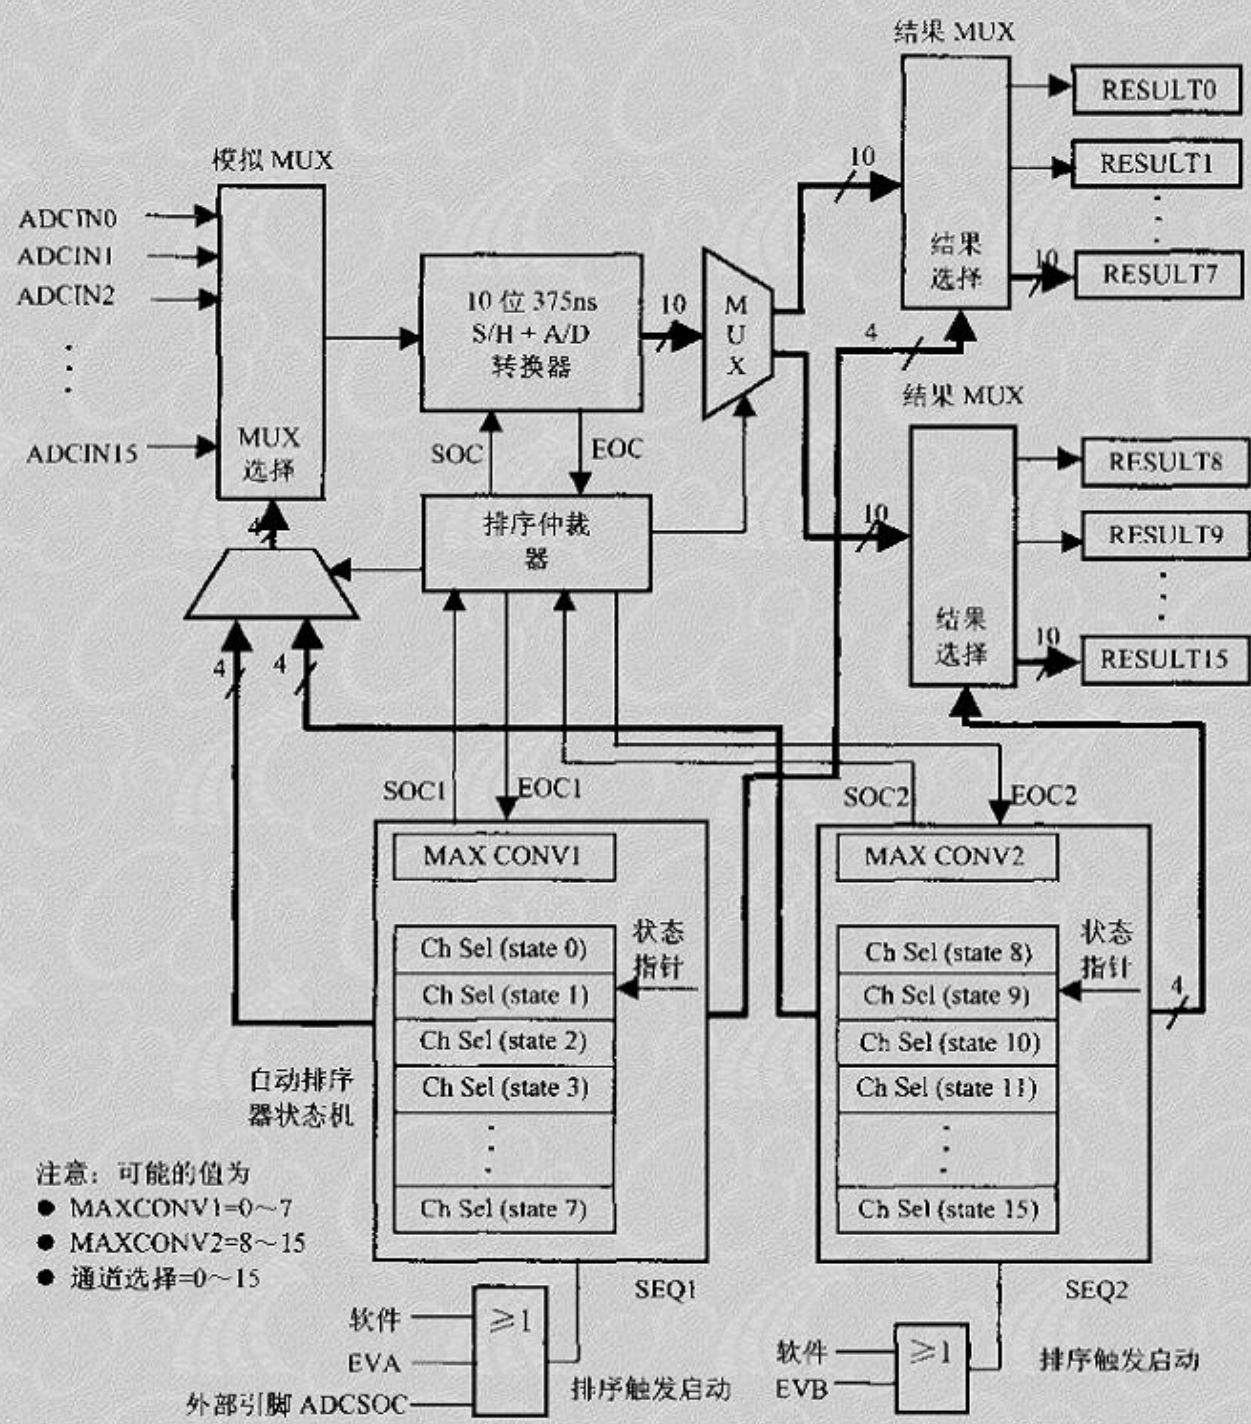 结果 MUX
RESULT0
RESULT1
RESULT7
10
10
结果
选择
4
模拟 MUX
ADCIN0
ADCIN1
ADCIN2
ADCIN15
MUX
选择
4
10 位 375ns
S/H + A/D
转换器
10
M
U
X
SOC
EOC
排序仲裁
器
4
4
结果 MUX
RESULT8
RESULT9
RESULT15
10
10
结果
选择
SOC1
EOC1
SOC2
EOC2
MAX CONV1
Ch Sel (state 0)
Ch Sel (state 1)
Ch Sel (state 2)
Ch Sel (state 3)
Ch Sel (state 7)
状态
指针
MAX CONV2
Ch Sel (state 8)
Ch Sel (state 9)
Ch Sel (state 10)
Ch Sel (state 11)
Ch Sel (state 15)
状态
指针
4
自动排序
器状态机
注意：可能的值为
● MAXCONV1=0～7
● MAXCONV2=8～15
● 通道选择=0～15
SEQ1
SEQ2
软件
EVA
外部引脚 ADCSOC
≥1
排序触发启动
软件
EVB
≥1
排序触发启动